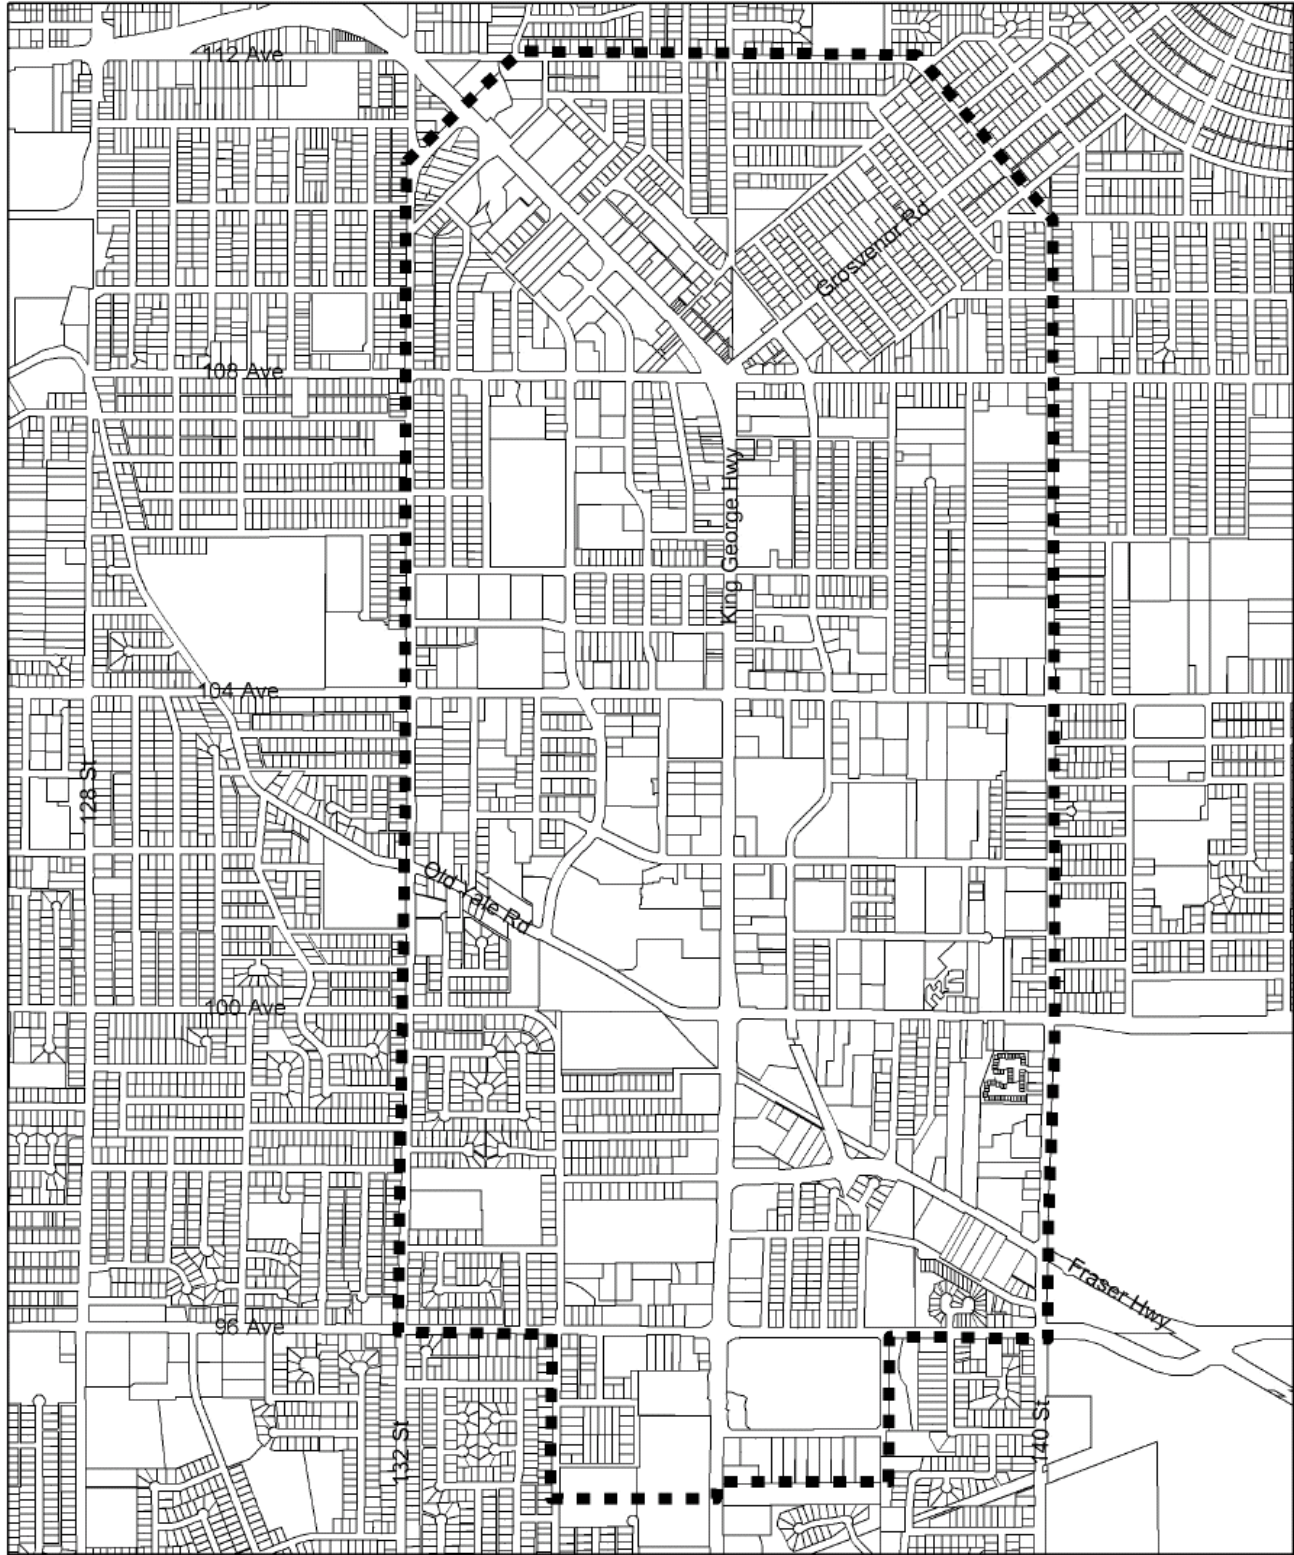 112 Ave
Grosvenor Rd
108 Ave
King George Hwy
104 Ave
128 St
Old Yale Rd
100 Ave
Fraser Hwy
96 Ave
132 St
140 St